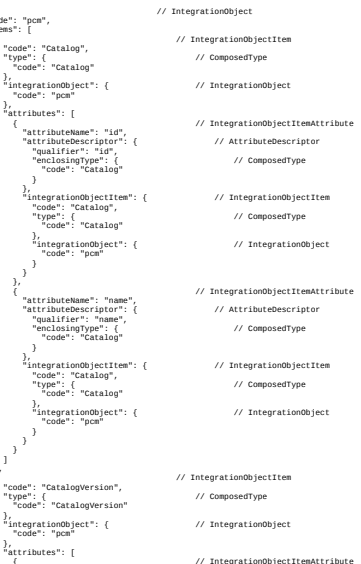 // IntegrationObject
de": "pcm",
ems": [
// IntegrationObjectItem
"code": "Catalog",
"type": { // ComposedType
"code": "Catalog"
},
"integrationObject": { // IntegrationObject
"code": "pcm"
},
"attributes": [
{ // IntegrationObjectItemAttribute
"attributeName": "id",
"attributeDescriptor": { // AttributeDescriptor
"qualifier": "id",
"enclosingType": { // ComposedType
"code": "Catalog"
}
},
"integrationObjectItem": { // IntegrationObjectItem
"code": "Catalog",
"type": { // ComposedType
"code": "Catalog"
},
"integrationObject": { // IntegrationObject
"code": "pcm"
}
}
},
{ // IntegrationObjectItemAttribute
"attributeName": "name",
"attributeDescriptor": { // AttributeDescriptor
"qualifier": "name",
"enclosingType": { // ComposedType
"code": "Catalog"
}
},
"integrationObjectItem": { // IntegrationObjectItem
"code": "Catalog",
"type": { // ComposedType
"code": "Catalog"
},
"integrationObject": { // IntegrationObject
"code": "pcm"
}
}
}
]
,
// IntegrationObjectItem
"code": "CatalogVersion",
"type": { // ComposedType
"code": "CatalogVersion"
},
"integrationObject": { // IntegrationObject
"code": "pcm"
},
"attributes": [
{ // IntegrationObjectItemAttribute